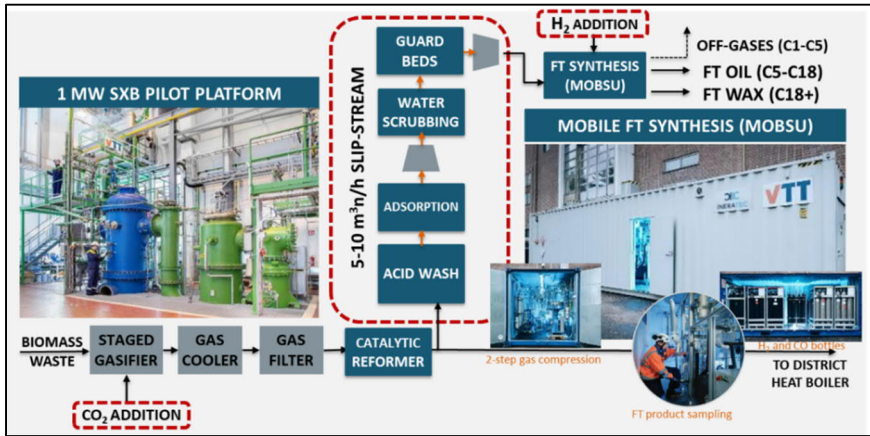 1 MW SXB PILOT PLATFORM
VTT
5-10 m³n/h SLIP-STREAM
GUARD
BEDS
WATER
SCRUBBING
ADSORPTION
ACID WASH
H₂ ADDITION
FT SYNTHESIS
(MOBSU)
OFF-GASES (C1-C5)
FT OIL (C5-C18)
FT WAX (C18+)
MOBILE FT SYNTHESIS (MOBSU)
INERATEC
VTT
BIOMASS
WASTE
STAGED
GASIFIER
GAS
COOLER
GAS
FILTER
CATALYTIC
REFORMER
CO₂ ADDITION
2-step gas compression
H₂ and CO bottles
TO DISTRICT
HEAT BOILER
FT product sampling